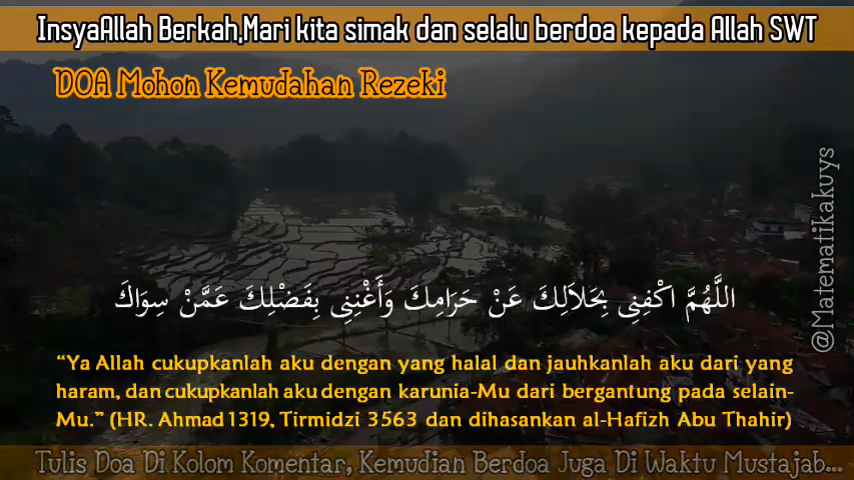 InsyaAllah Berkah,Mari kita simak dan selalu berdoa kepada Allah SWT
DOA Mohon Kemudahan Rezeki
@Matematikakuys
اللَّهُمَّ اكْفِنِى بِحَلاَلِكَ عَنْ حَرَامِكَ وَأَغْنِنِى بِفَضْلِكَ عَمَّنْ سِوَاكَ
“Ya Allah cukupkanlah aku dengan yang halal dan jauhkanlah aku dari yang
haram, dan cukupkanlah aku dengan karunia-Mu dari bergantung pada selain-
Mu.” (HR. Ahmad 1319, Tirmidzi 3563 dan dihasankan al-Hafizh Abu Thahir)
Tulis Doa Di Kolom Komentar, Kemudian Berdoa Juga Di Waktu Mustajab...